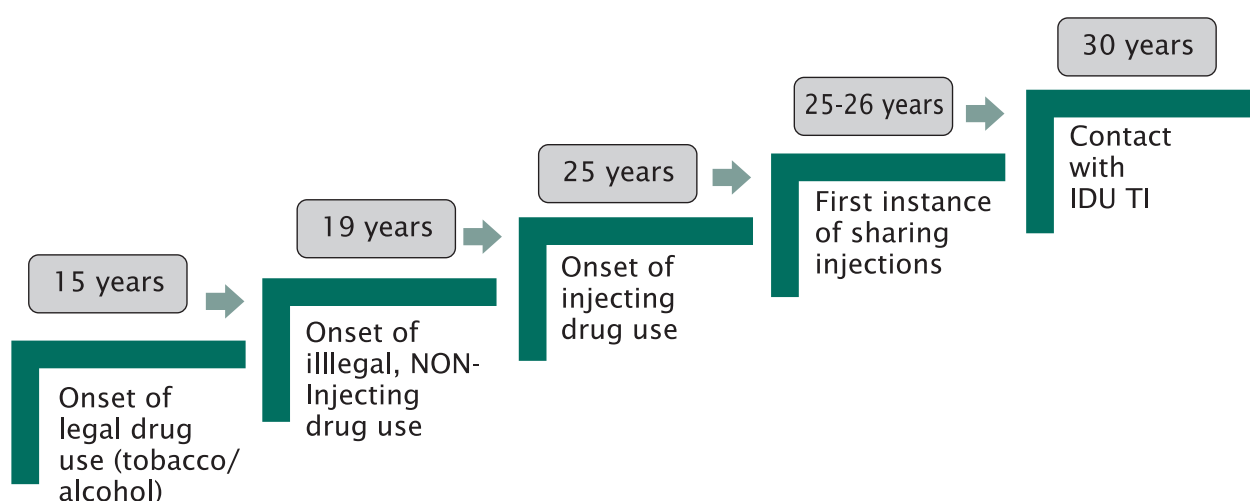 15 years
Onset of
legal drug
use (tobacco/
alcohol)
19 years
Onset of
illlegal, NON-
Injecting
drug use
25 years
Onset of
injecting
drug use
25-26 years
First instance
of sharing
injections
30 years
Contact
with
IDU TI